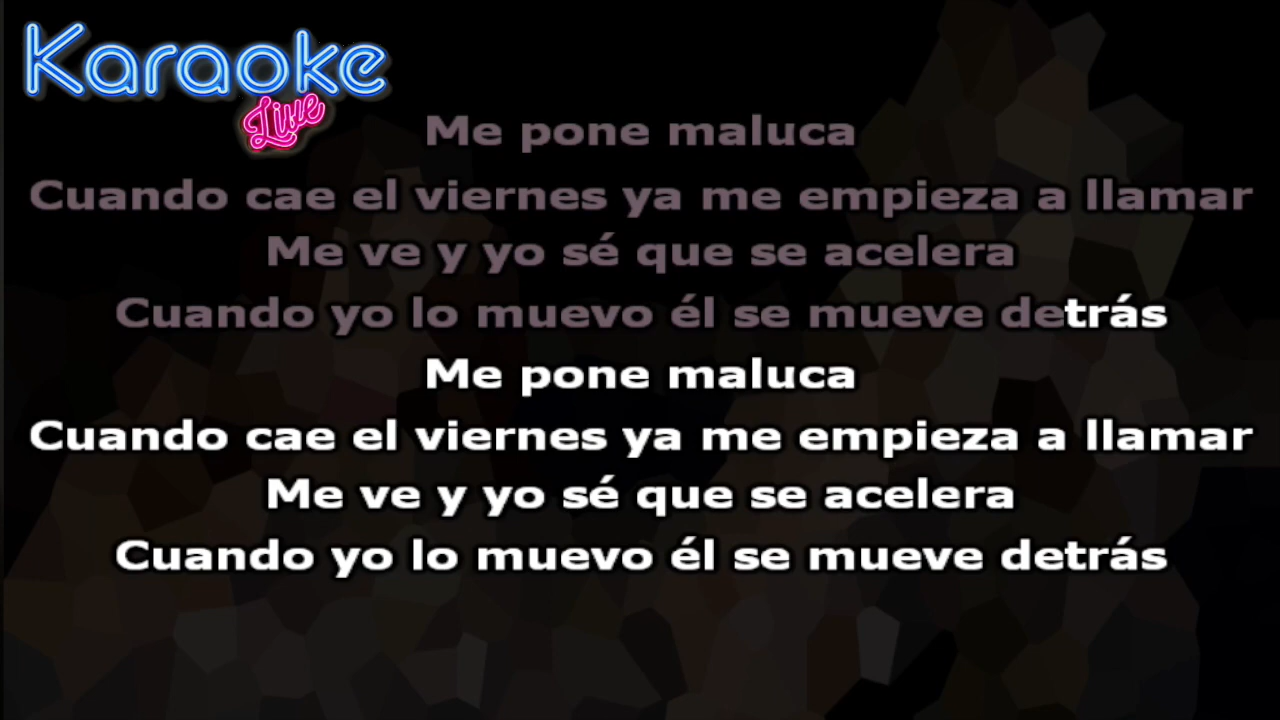 Karaoke
Live
Me pone maluca
Cuando cae el viernes ya me empieza a llamar
Me ve y yo sé que se acelera
Cuando yo lo muevo él se mueve detrás
Me pone maluca
Cuando cae el viernes ya me empieza a llamar
Me ve y yo sé que se acelera
Cuando yo lo muevo él se mueve detrás